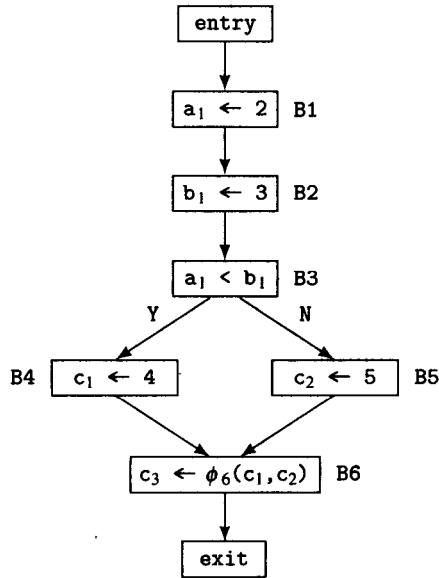 entry
a₁ ← 2 B1
b₁ ← 3 B2
a₁ < b₁ B3
Y N
B4 c₁ ← 4 c₂ ← 5 B5
c₃ ← ϕ₆(c₁,c₂) B6
exit